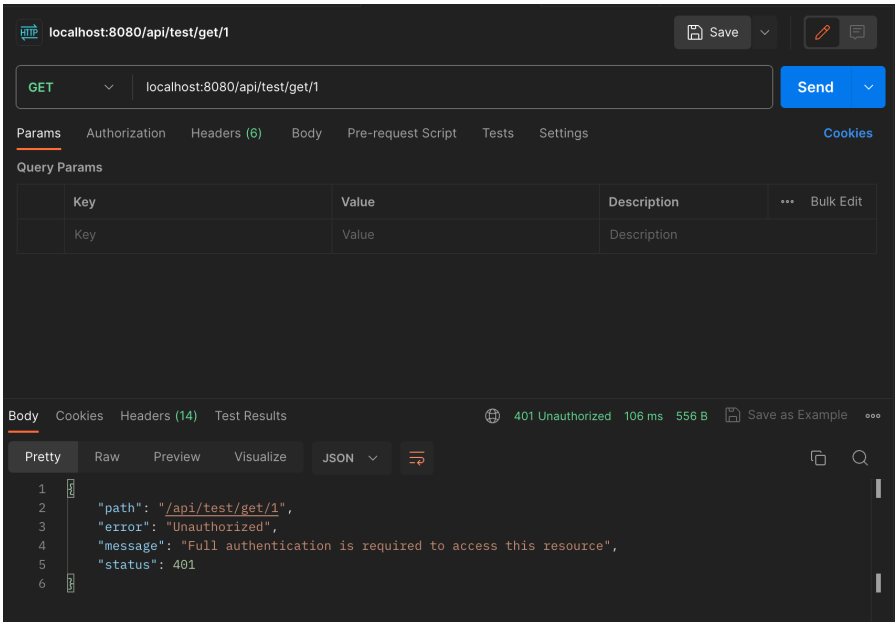 HTTP localhost:8080/api/test/get/1 Save
GET localhost:8080/api/test/get/1 Send
Params Authorization Headers (6) Body Pre-request Script Tests Settings Cookies
Query Params
Key Value Description ••• Bulk Edit
Key Value Description
Body Cookies Headers (14) Test Results 401 Unauthorized 106 ms 556 B Save as Example
Pretty Raw Preview Visualize JSON
1 {
2 "path": "/api/test/get/1",
3 "error": "Unauthorized",
4 "message": "Full authentication is required to access this resource",
5 "status": 401
6 }